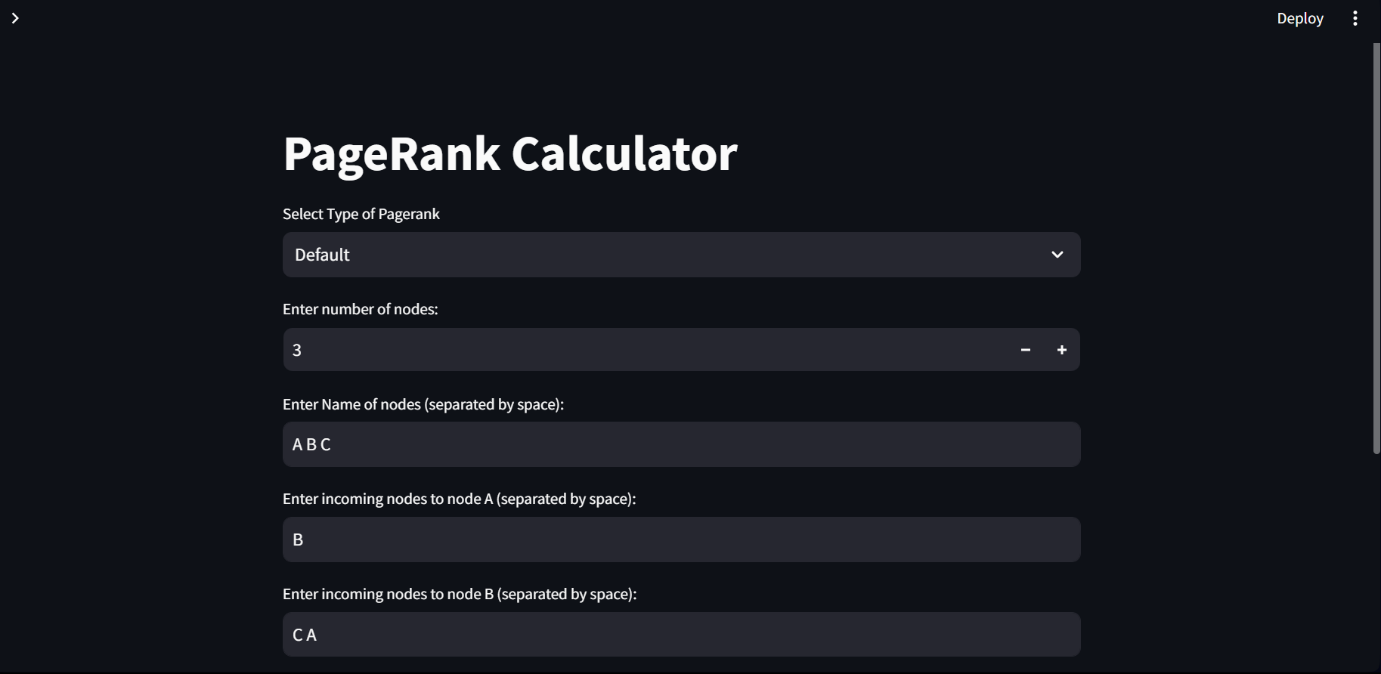 Deploy
PageRank Calculator
Select Type of Pagerank
Default
Enter number of nodes:
3
Enter Name of nodes (separated by space):
A B C
Enter incoming nodes to node A (separated by space):
B
Enter incoming nodes to node B (separated by space):
C A